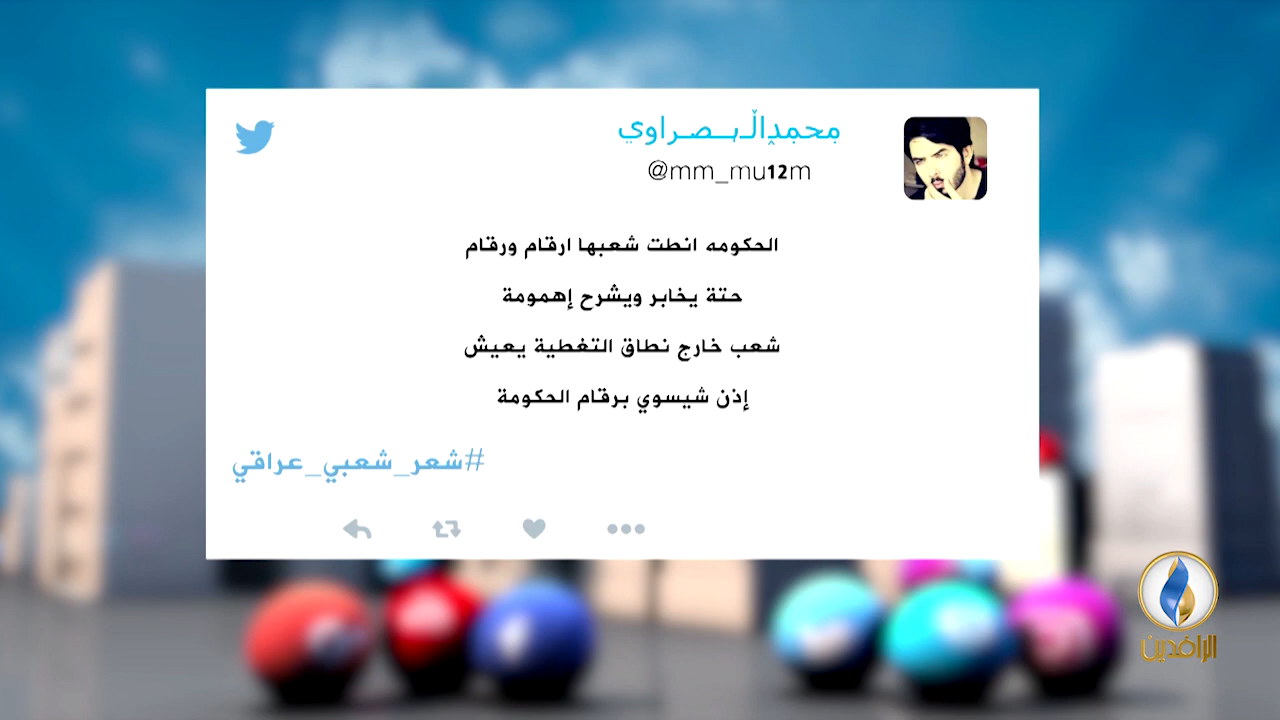 محمدالبصراوي
@mm_mu12m
الحكومه انطت شعبها ارقام ورقام
حتة يخابر ويشرح إهمومة
شعب خارج نطاق التغطية يعيش
إذن شيسوي برقام الحكومة
#شعر_شعبي_عراقي
الرافدين